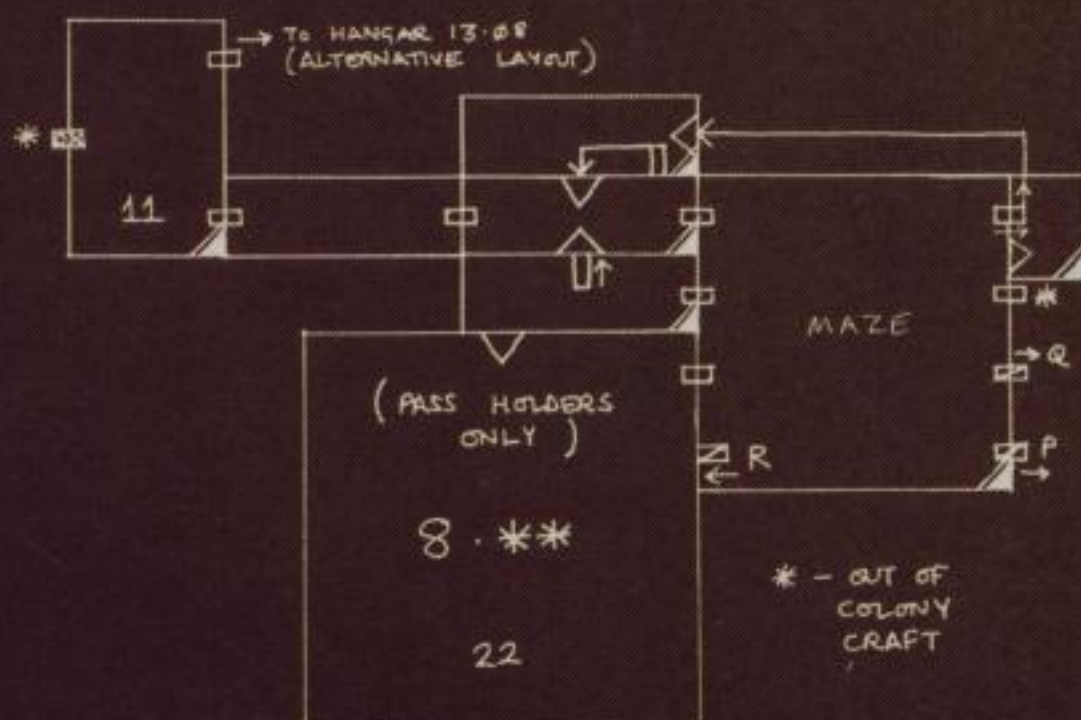 → TO HANGAR 13.08
(ALTERNATIVE LAYOUT)
*
11
MAZE
*
→ Q
(PASS HOLDERS
ONLY)
← R
P →
8.**
* - OUT OF
COLONY
CRAFT
22